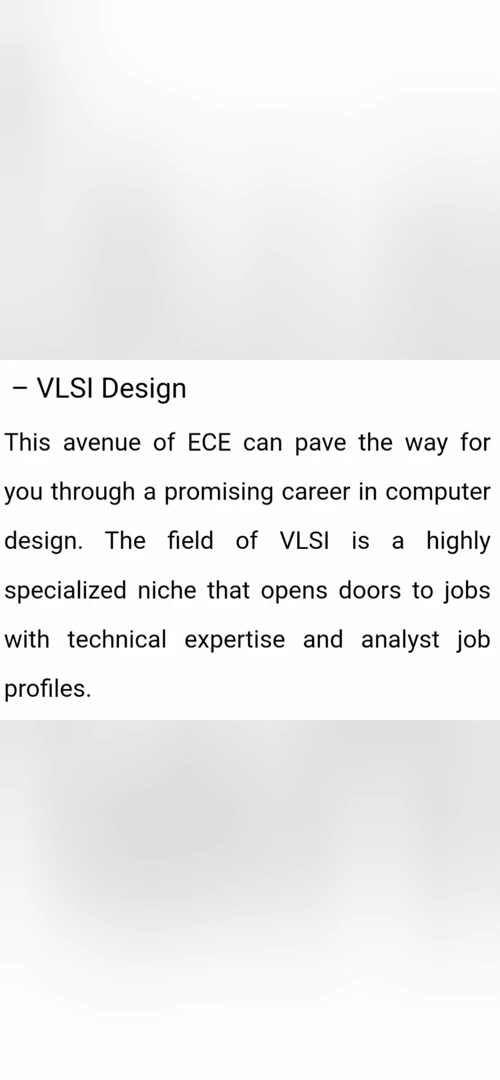 – VLSI Design
This avenue of ECE can pave the way for
you through a promising career in computer
design. The field of VLSI is a highly
specialized niche that opens doors to jobs
with technical expertise and analyst job
profiles.